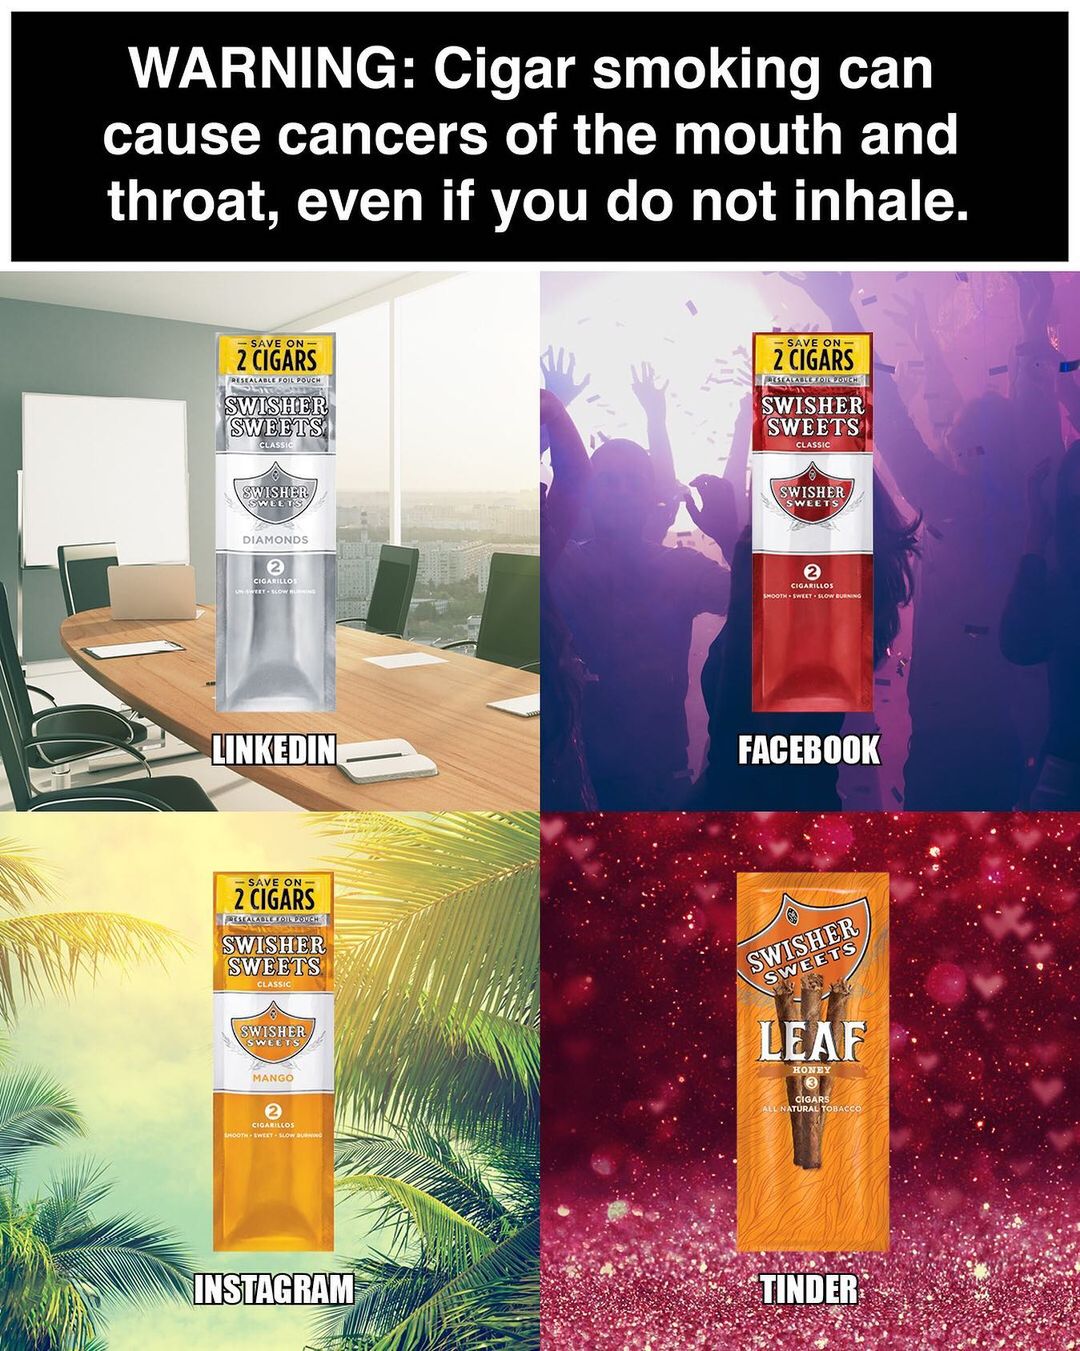 WARNING: Cigar smoking can
cause cancers of the mouth and
throat, even if you do not inhale.
SAVE ON
2 CIGARS
RESEALABLE FOIL POUCH
SWISHER
SWEETS
CLASSIC
SWISHER
SWEETS
DIAMONDS
2
CIGARILLOS
UN-SWEET • SLOW BURNING
LINKEDIN
SAVE ON
2 CIGARS
RESEALABLE FOIL POUCH
SWISHER
SWEETS
CLASSIC
SWISHER
SWEETS
2
CIGARILLOS
SMOOTH • SWEET • SLOW BURNING
FACEBOOK
SAVE ON
2 CIGARS
RESEALABLE FOIL POUCH
SWISHER
SWEETS
CLASSIC
SWISHER
SWEETS
MANGO
2
CIGARILLOS
SMOOTH • SWEET • SLOW BURNING
INSTAGRAM
SWISHER
SWEETS
LEAF
HONEY
3
CIGARS
ALL NATURAL TOBACCO
TINDER